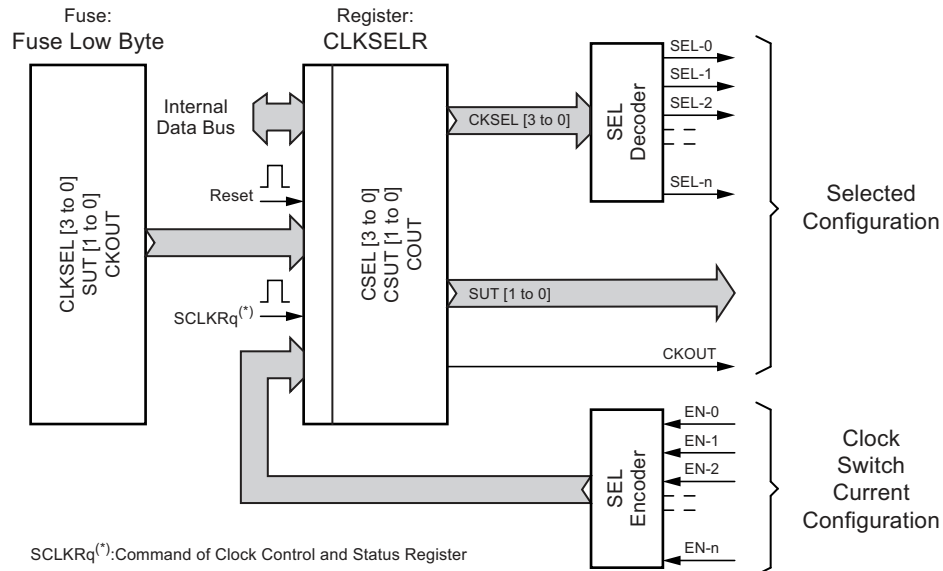 Fuse:
Fuse Low Byte
Register:
CLKSELR
CLKSEL [3 to 0]
SUT [1 to 0]
CKOUT
Internal
Data Bus
Reset
SCLKRq(*)
CSEL [3 to 0]
CSUT [1 to 0]
COUT
CKSEL [3 to 0]
SUT [1 to 0]
CKOUT
SEL
Decoder
SEL-0
SEL-1
SEL-2
SEL-n
Selected
Configuration
SEL
Encoder
EN-0
EN-1
EN-2
EN-n
Clock
Switch
Current
Configuration
SCLKRq(*):Command of Clock Control and Status Register